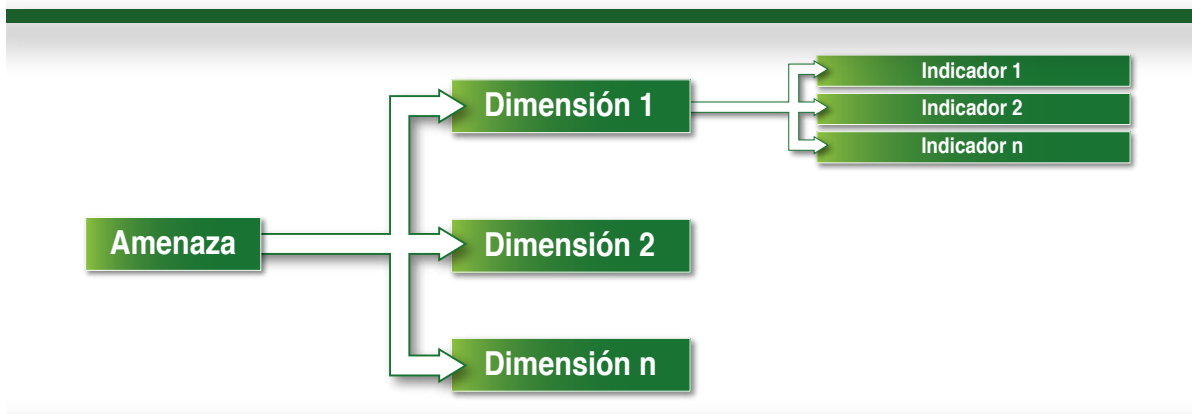 Amenaza
Dimensión 1
Dimensión 2
Dimensión n
Indicador 1
Indicador 2
Indicador n